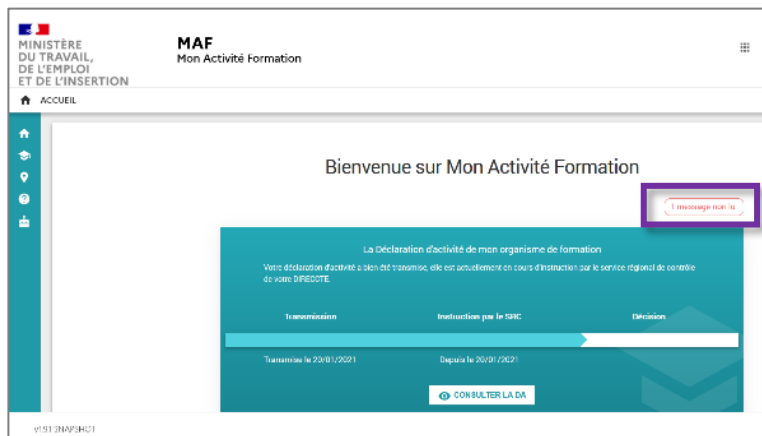 MINISTÈRE
DU TRAVAIL,
DE L'EMPLOI
ET DE L'INSERTION
MAF
Mon Activité Formation
ACCUEIL
Bienvenue sur Mon Activité Formation
1 message non lu
La Déclaration d'activité de mon organisme de formation
Votre déclaration d'activité a bien été transmise, elle est actuellement en cours d'instruction par le service régional de contrôle
de votre DIRECCTE.
Transmission Instruction par le SRC Décision
Transmise le 20/01/2021 Depuis le 20/01/2021
CONSULTER LA DA
v1.9.1-SNAPSHOT